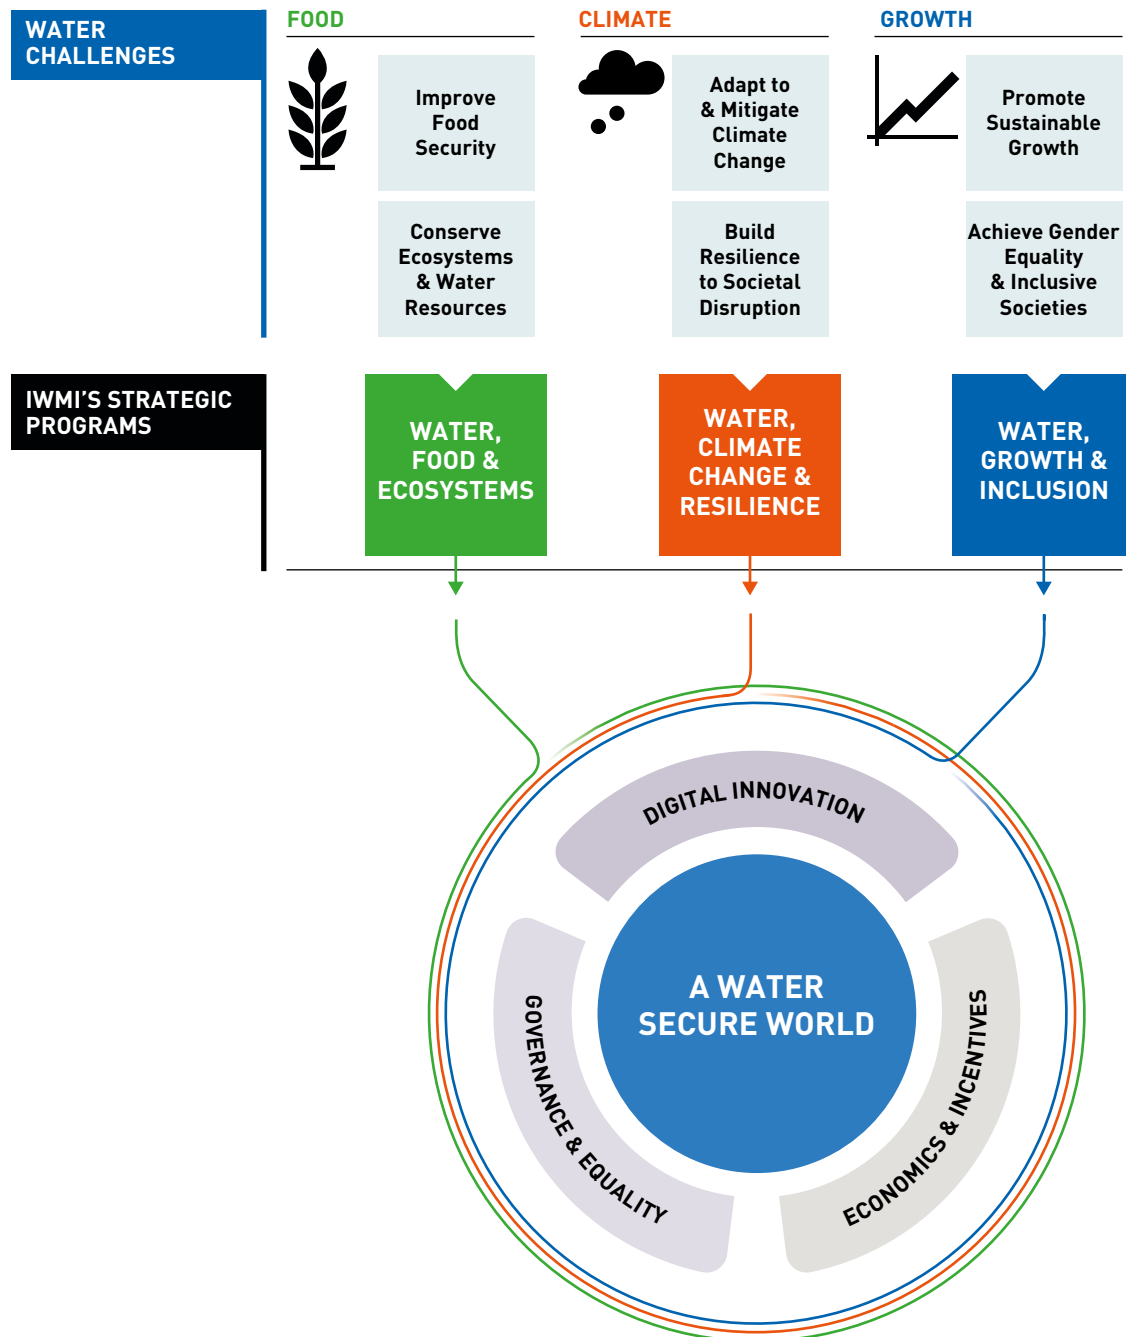 WATER
CHALLENGES
FOOD
CLIMATE
GROWTH
Improve
Food
Security
Adapt to
& Mitigate
Climate
Change
Promote
Sustainable
Growth
Conserve
Ecosystems
& Water
Resources
Build
Resilience
to Societal
Disruption
Achieve Gender
Equality
& Inclusive
Societies
IWMI'S STRATEGIC
PROGRAMS
WATER,
FOOD &
ECOSYSTEMS
WATER,
CLIMATE
CHANGE &
RESILIENCE
WATER,
GROWTH &
INCLUSION
DIGITAL INNOVATION
GOVERNANCE & EQUALITY
A WATER
SECURE WORLD
ECONOMICS & INCENTIVES